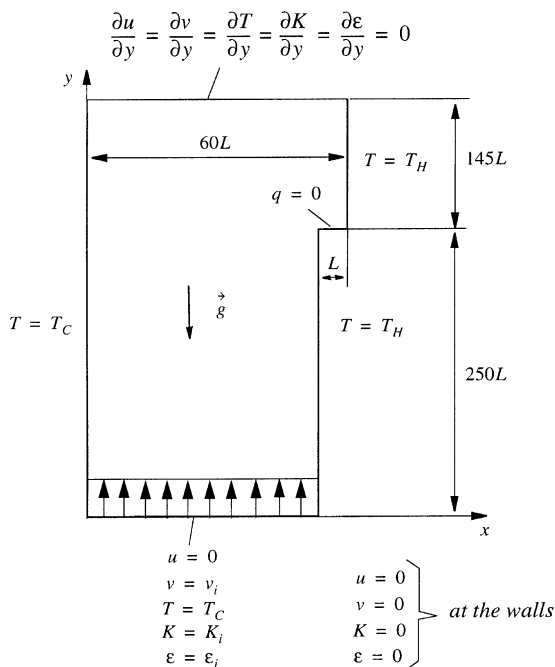 ∂u/∂y = ∂v/∂y = ∂T/∂y = ∂K/∂y = ∂ε/∂y = 0
y
60L
T = T_H
145L
q = 0
L
g⃗
T = T_C
T = T_H
250L
x
u = 0
v = v_i
T = T_C
K = K_i
ε = ε_i
u = 0
v = 0
K = 0
ε = 0
at the walls